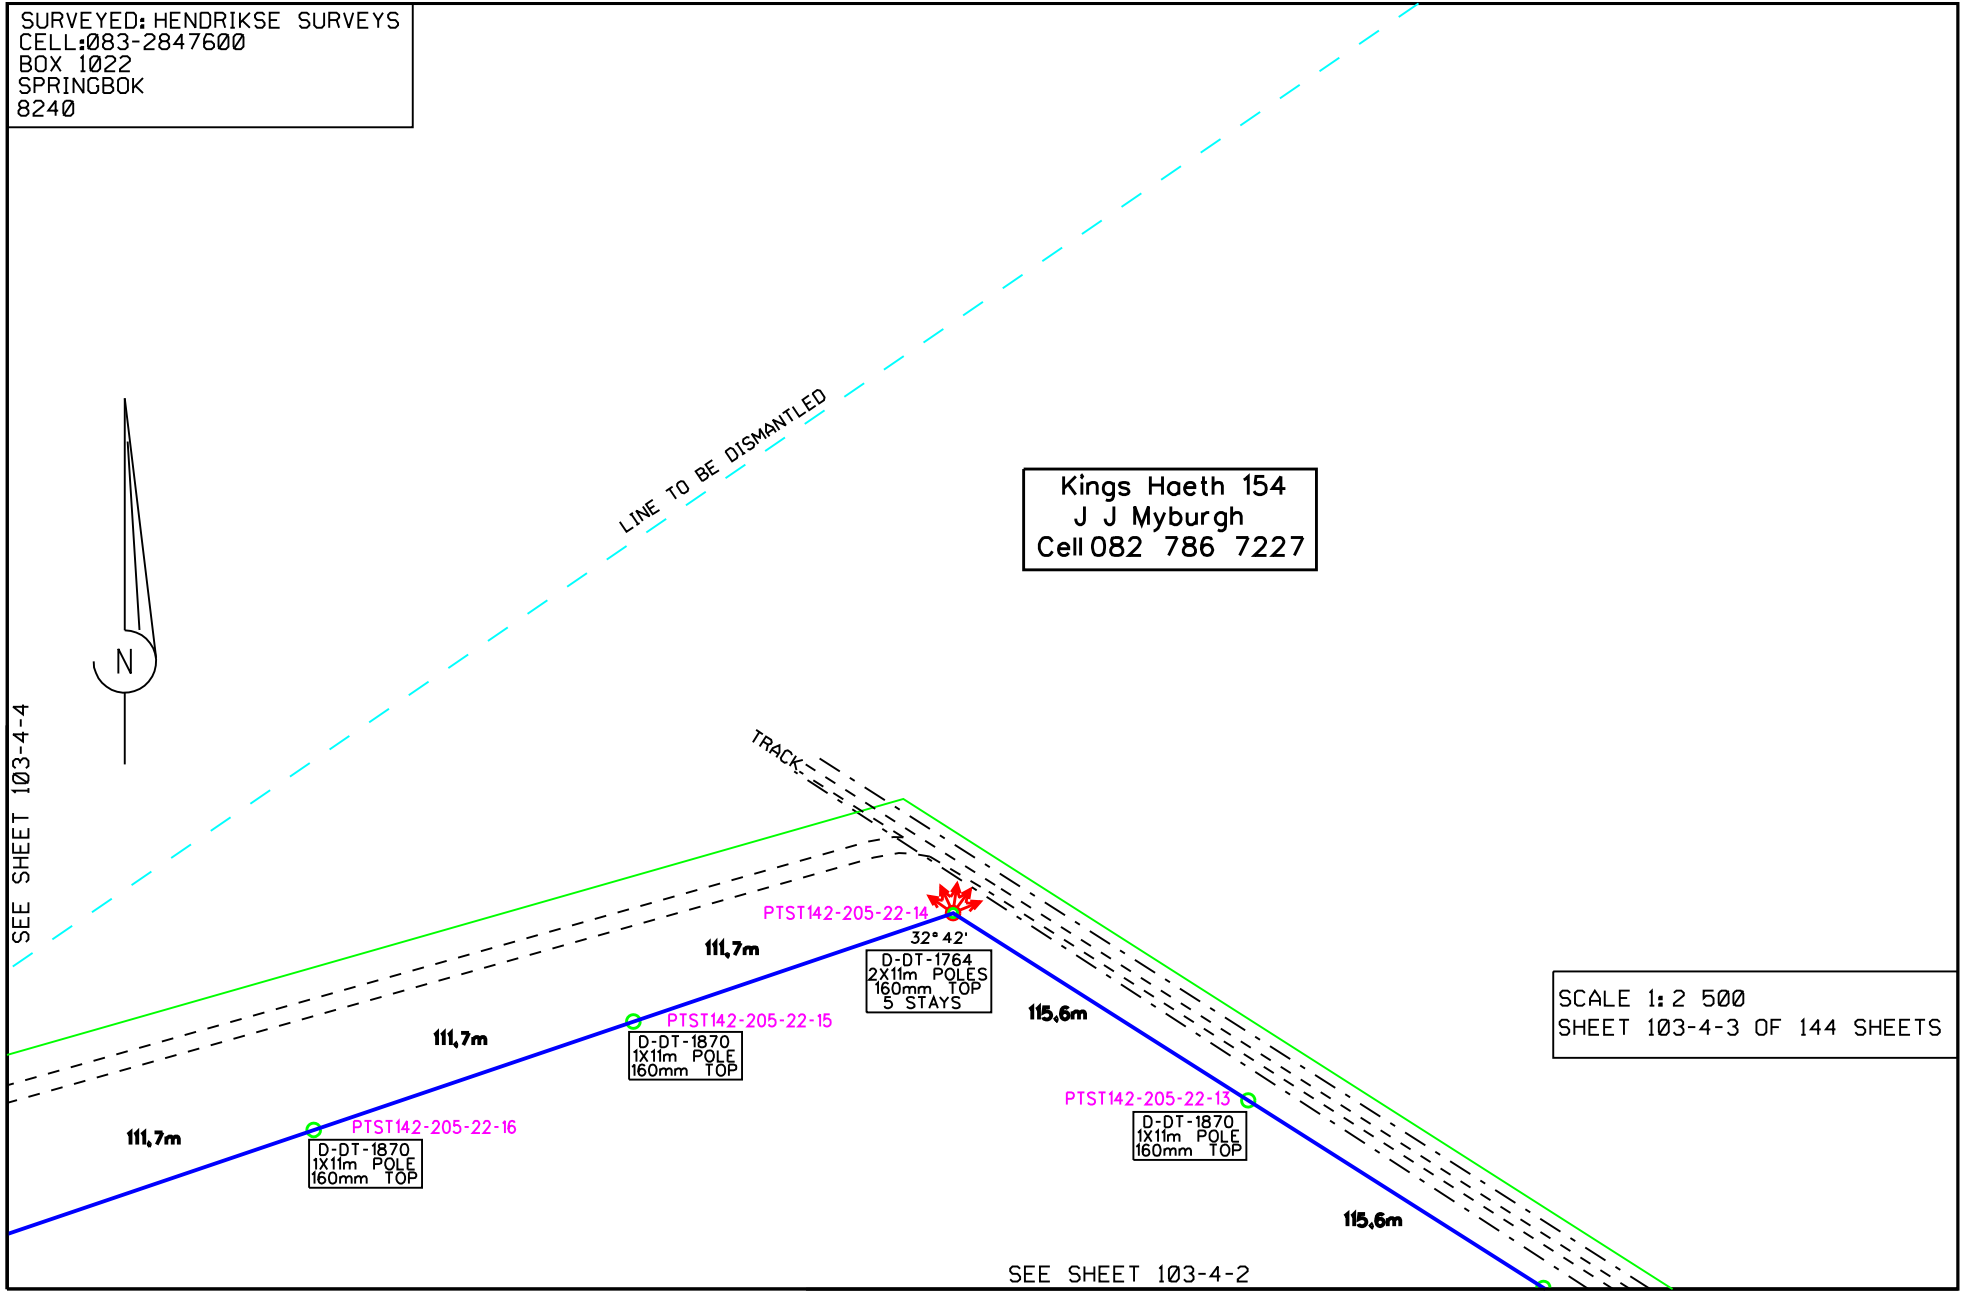 SURVEYED: HENDRIKSE SURVEYS
CELL:083-2847600
BOX 1022
SPRINGBOK
8240
LINE TO BE DISMANTLED
Kings Haeth 154
J J Myburgh
Cell 082 786 7227
N
SEE SHEET 103-4-4
TRACK
PTST142-205-22-14
32° 42'
D-DT-1764
2X11m POLES
160mm TOP
5 STAYS
111,7m
115,6m
SCALE 1: 2 500
SHEET 103-4-3 OF 144 SHEETS
PTST142-205-22-15
D-DT-1870
1X11m POLE
160mm TOP
111,7m
PTST142-205-22-13
D-DT-1870
1X11m POLE
160mm TOP
111,7m
PTST142-205-22-16
D-DT-1870
1X11m POLE
160mm TOP
115,6m
SEE SHEET 103-4-2